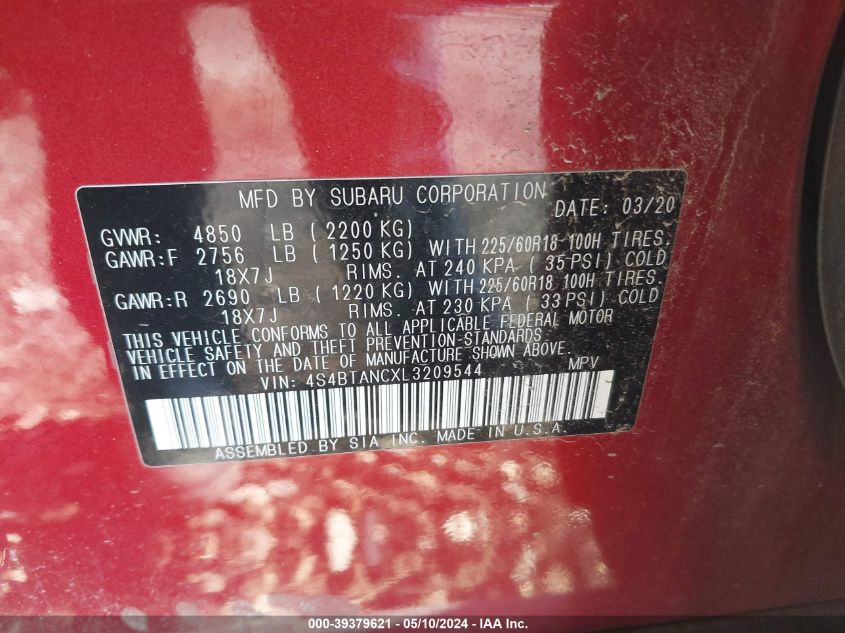 MFD BY SUBARU CORPORATION DATE: 03/20
GVWR: 4850 LB ( 2200 KG)
GAWR:F 2756 LB ( 1250 KG) WITH 225/60R18 100H TIRES.
18X7J RIMS. AT 240 KPA ( 35 PSI) COLD
GAWR:R 2690 LB ( 1220 KG) WITH 225/60R18 100H TIRES.
18X7J RIMS. AT 230 KPA ( 33 PSI) COLD
THIS VEHICLE CONFORMS TO ALL APPLICABLE FEDERAL MOTOR
VEHICLE SAFETY AND THEFT PREVENTION-STANDARDS
IN EFFECT ON THE DATE OF MANUFACTURE SHOWN ABOVE.
VIN: 4S4BTANCXL3209544 MPV
ASSEMBLED BY SIA INC. MADE IN U.S.A.
000-39379621 - 05/10/2024 - IAA Inc.